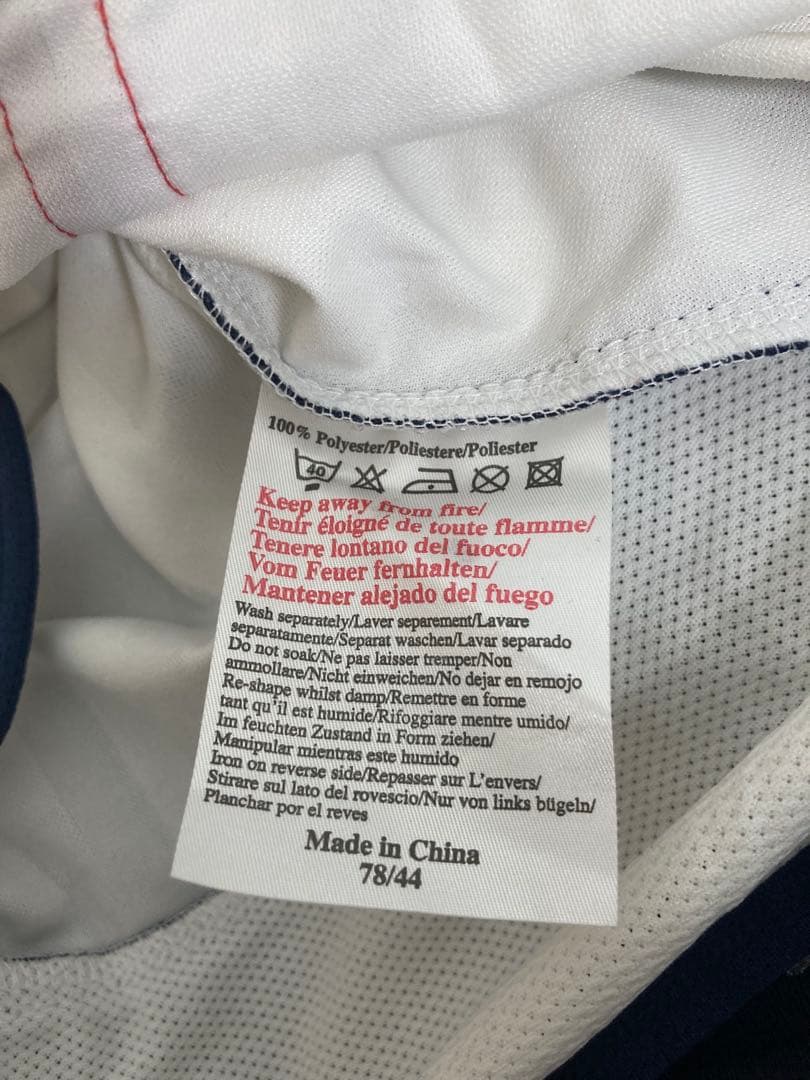 100% Polyester/Poliestere/Poliester
40
Keep away from fire/
Tenir éloigné de toute flamme/
Tenere lontano del fuoco/
Vom Feuer fernhalten/
Mantener alejado del fuego
Wash separately/Laver separement/Lavare
separatamente/Separat waschen/Lavar separado
Do not soak/Ne pas laisser tremper/Non
ammollare/Nicht einweichen/No dejar en remojo
Re-shape whilst damp/Remettre en forme
tant qu'il est humide/Rifoggiare mentre umido/
Im feuchten Zustand in Form ziehen/
Manipular mientras este humido
Iron on reverse side/Repasser sur L'envers/
Stirare sul lato del rovescio/Nur von links bügeln/
Planchar por el reves
Made in China
78/44